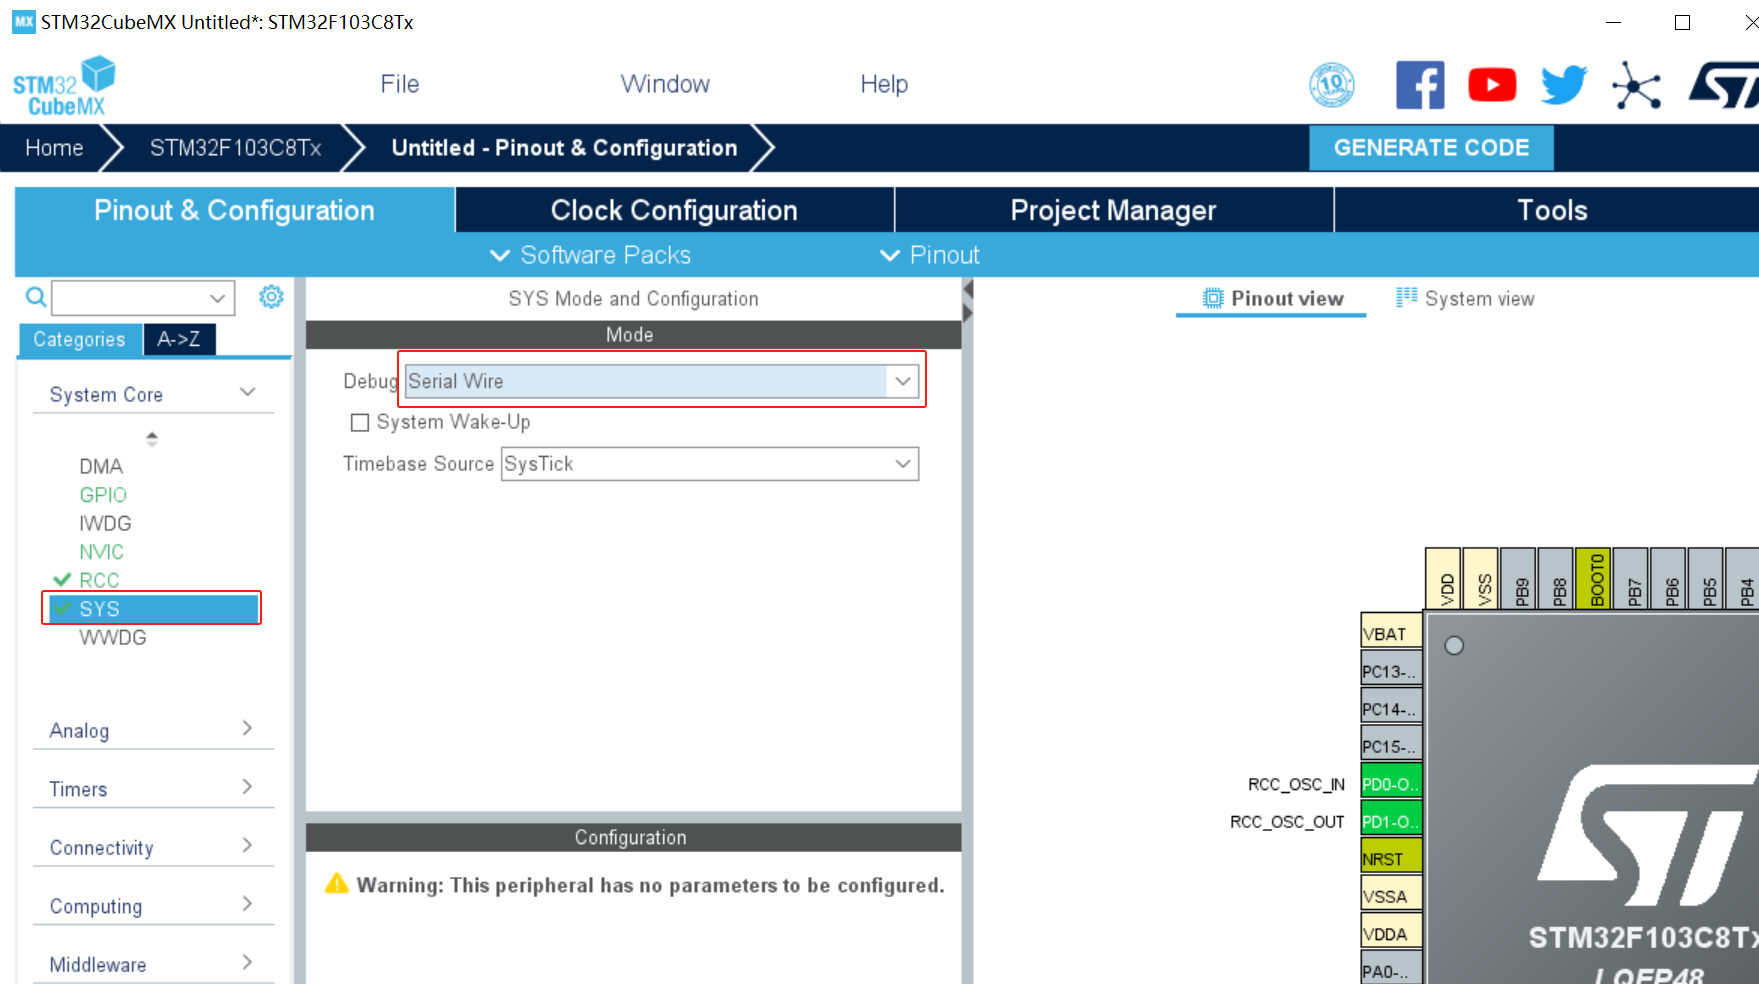 MX STM32CubeMX Untitled*: STM32F103C8Tx
STM32 CubeMX
File Window Help
10 YEARS
Home STM32F103C8Tx Untitled - Pinout & Configuration GENERATE CODE
Pinout & Configuration Clock Configuration Project Manager Tools
Software Packs Pinout
SYS Mode and Configuration
Pinout view System view
Categories A->Z
Mode
System Core
Debug Serial Wire
System Wake-Up
Timebase Source SysTick
DMA
GPIO
IWDG
NVIC
RCC
SYS
WWDG
Analog
Timers
Connectivity
Computing
Middleware
Configuration
Warning: This peripheral has no parameters to be configured.
VDD VSS PB9 PB8 BOOT0 PB7 PB6 PB5 PB4
VBAT
PC13-..
PC14-..
PC15-..
RCC_OSC_IN PD0-O..
RCC_OSC_OUT PD1-O..
NRST
VSSA
VDDA
PA0-..
ST
STM32F103C8Tx
LQFP48